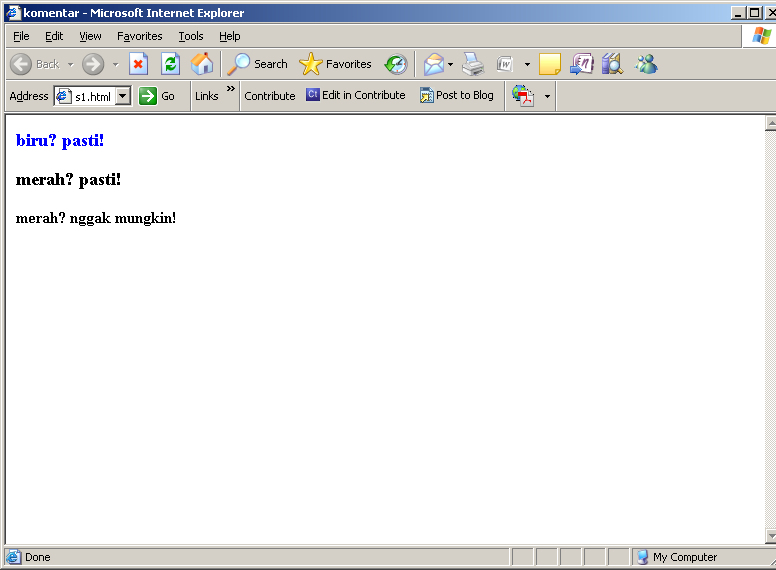 komentar - Microsoft Internet Explorer
File Edit View Favorites Tools Help
Back Search Favorites
Address s1.html Go Links » Contribute Ct Edit in Contribute Post to Blog
biru? pasti!
merah? pasti!
merah? nggak mungkin!
Done My Computer